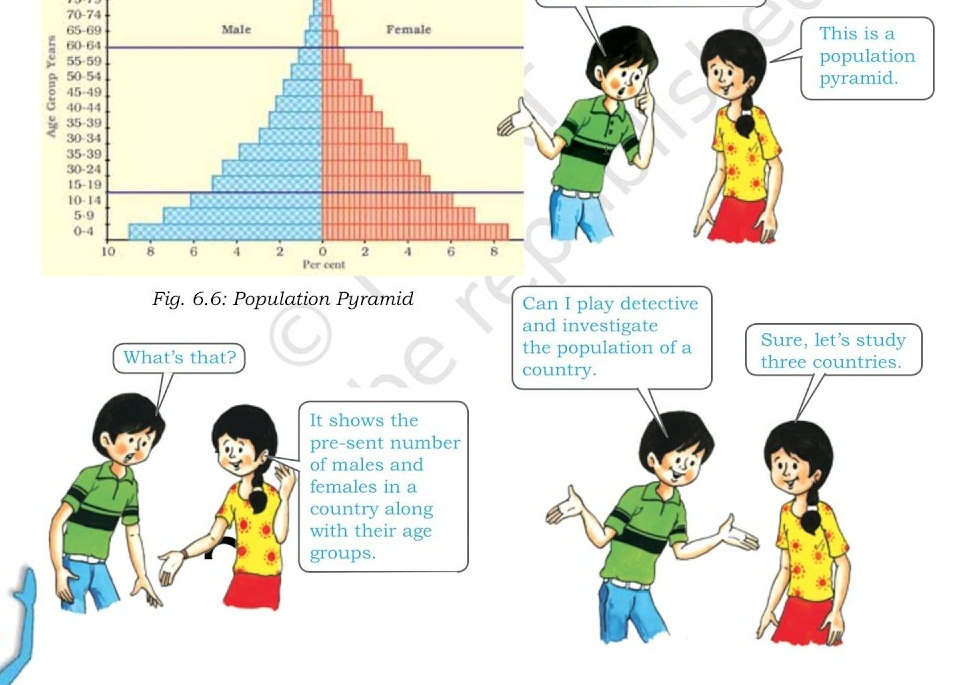 75-79
70-74
65-69
60-64
55-59
50-54
45-49
40-44
35-39
30-34
35-39
30-24
15-19
10-14
5-9
0-4
Age Group Years
Male
Female
10 8 6 4 2 0 2 4 6 8
Per cent
Fig. 6.6: Population Pyramid
This is a
population
pyramid.
What's that?
It shows the
pre-sent number
of males and
females in a
country along
with their age
groups.
Can I play detective
and investigate
the population of a
country.
Sure, let's study
three countries.
©
be republished